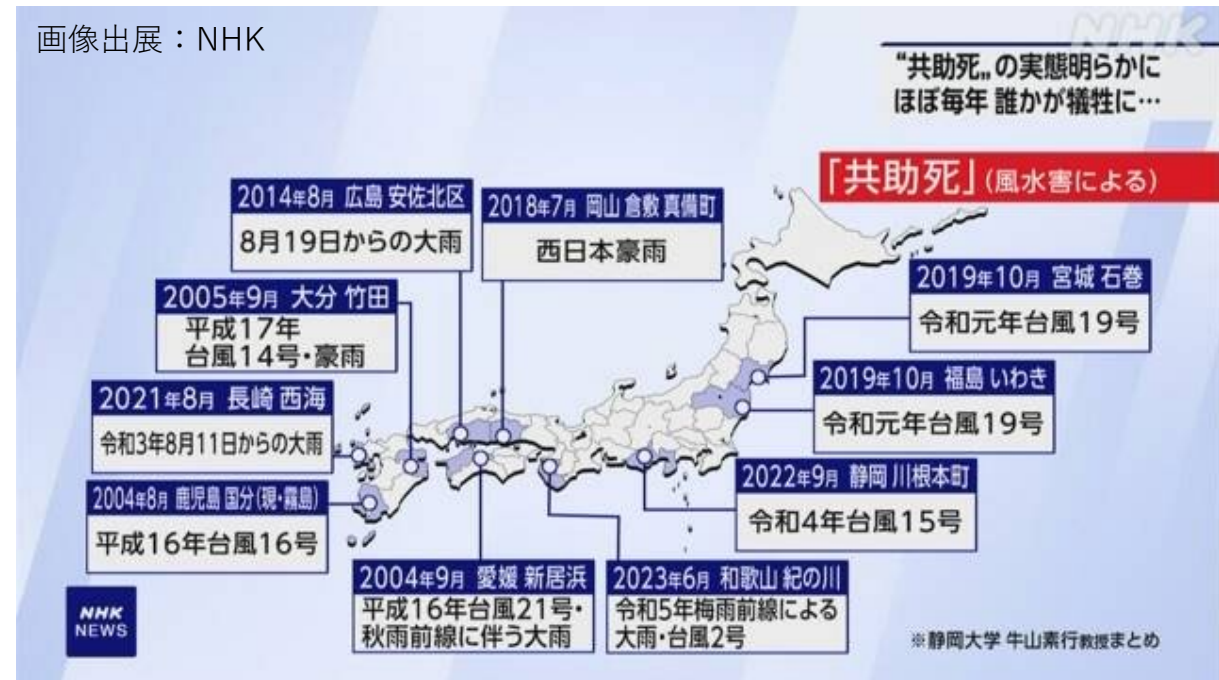 画像出展：NHK
NHK
“共助死„の実態明らかに
ほぼ毎年 誰かが犠牲に…
「共助死」(風水害による)
2014年8月 広島 安佐北区
8月19日からの大雨
2018年7月 岡山 倉敷 真備町
西日本豪雨
2005年9月 大分 竹田
平成17年
台風14号・豪雨
2019年10月 宮城 石巻
令和元年台風19号
2021年8月 長崎 西海
令和3年8月11日からの大雨
2019年10月 福島 いわき
令和元年台風19号
2004年8月 鹿児島 国分(現・霧島)
平成16年台風16号
2022年9月 静岡 川根本町
令和4年台風15号
2004年9月 愛媛 新居浜
平成16年台風21号・
秋雨前線に伴う大雨
2023年6月 和歌山 紀の川
令和5年梅雨前線による
大雨・台風2号
NHK
NEWS
※静岡大学 牛山素行教授まとめ